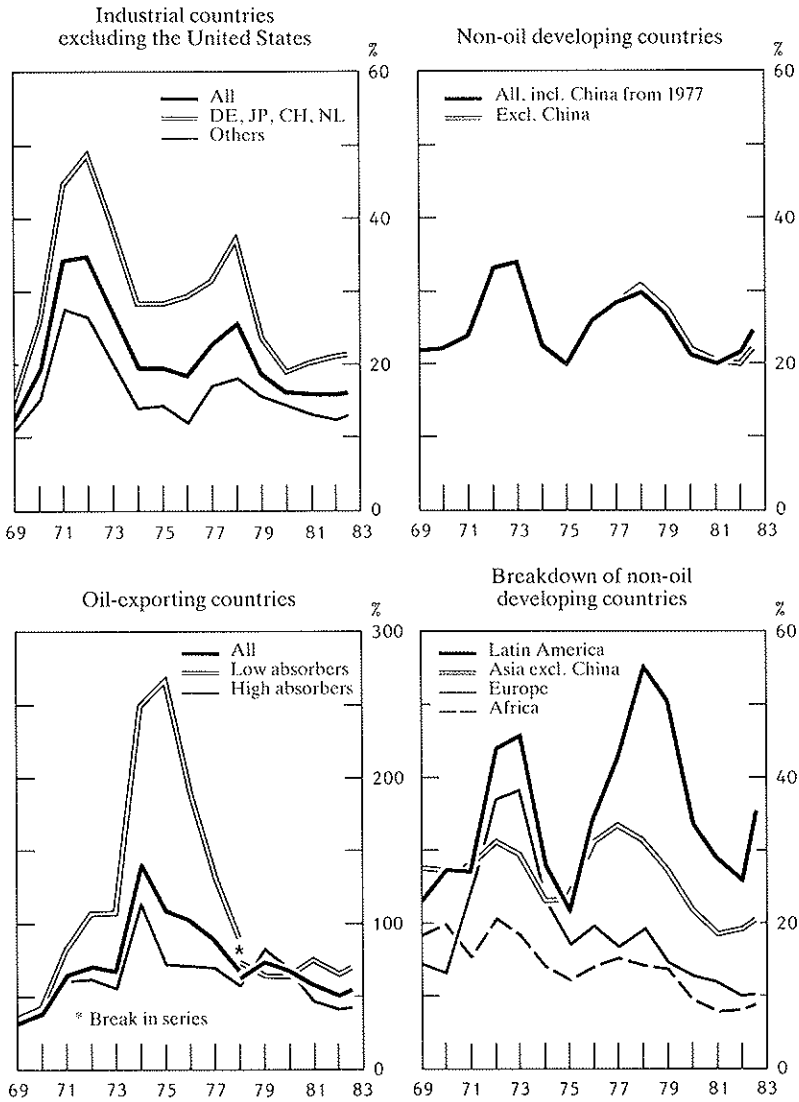 Industrial countries
excluding the United States
%
60
All
DE, JP, CH, NL
Others
40
20
0
69 71 73 75 77 79 81 83
Non-oil developing countries
%
60
All, incl. China from 1977
Excl. China
40
20
0
69 71 73 75 77 79 81 83
Oil-exporting countries
%
300
All
Low absorbers
High absorbers
200
100
*
* Break in series
0
69 71 73 75 77 79 81 83
Breakdown of non-oil
developing countries
%
60
Latin America
Asia excl. China
Europe
Africa
40
20
0
69 71 73 75 77 79 81 83